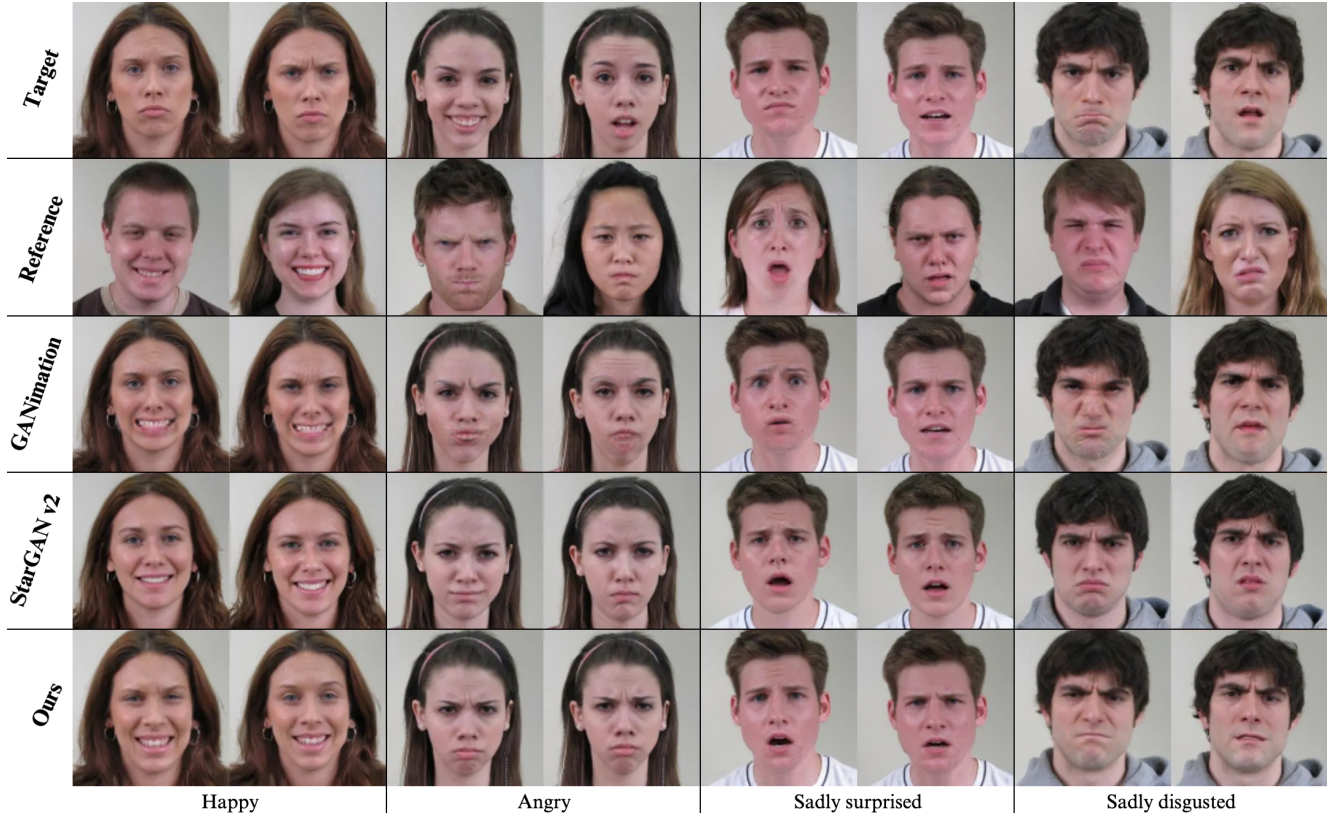 Target
Reference
GANimation
StarGAN v2
Ours
Happy
Angry
Sadly surprised
Sadly disgusted